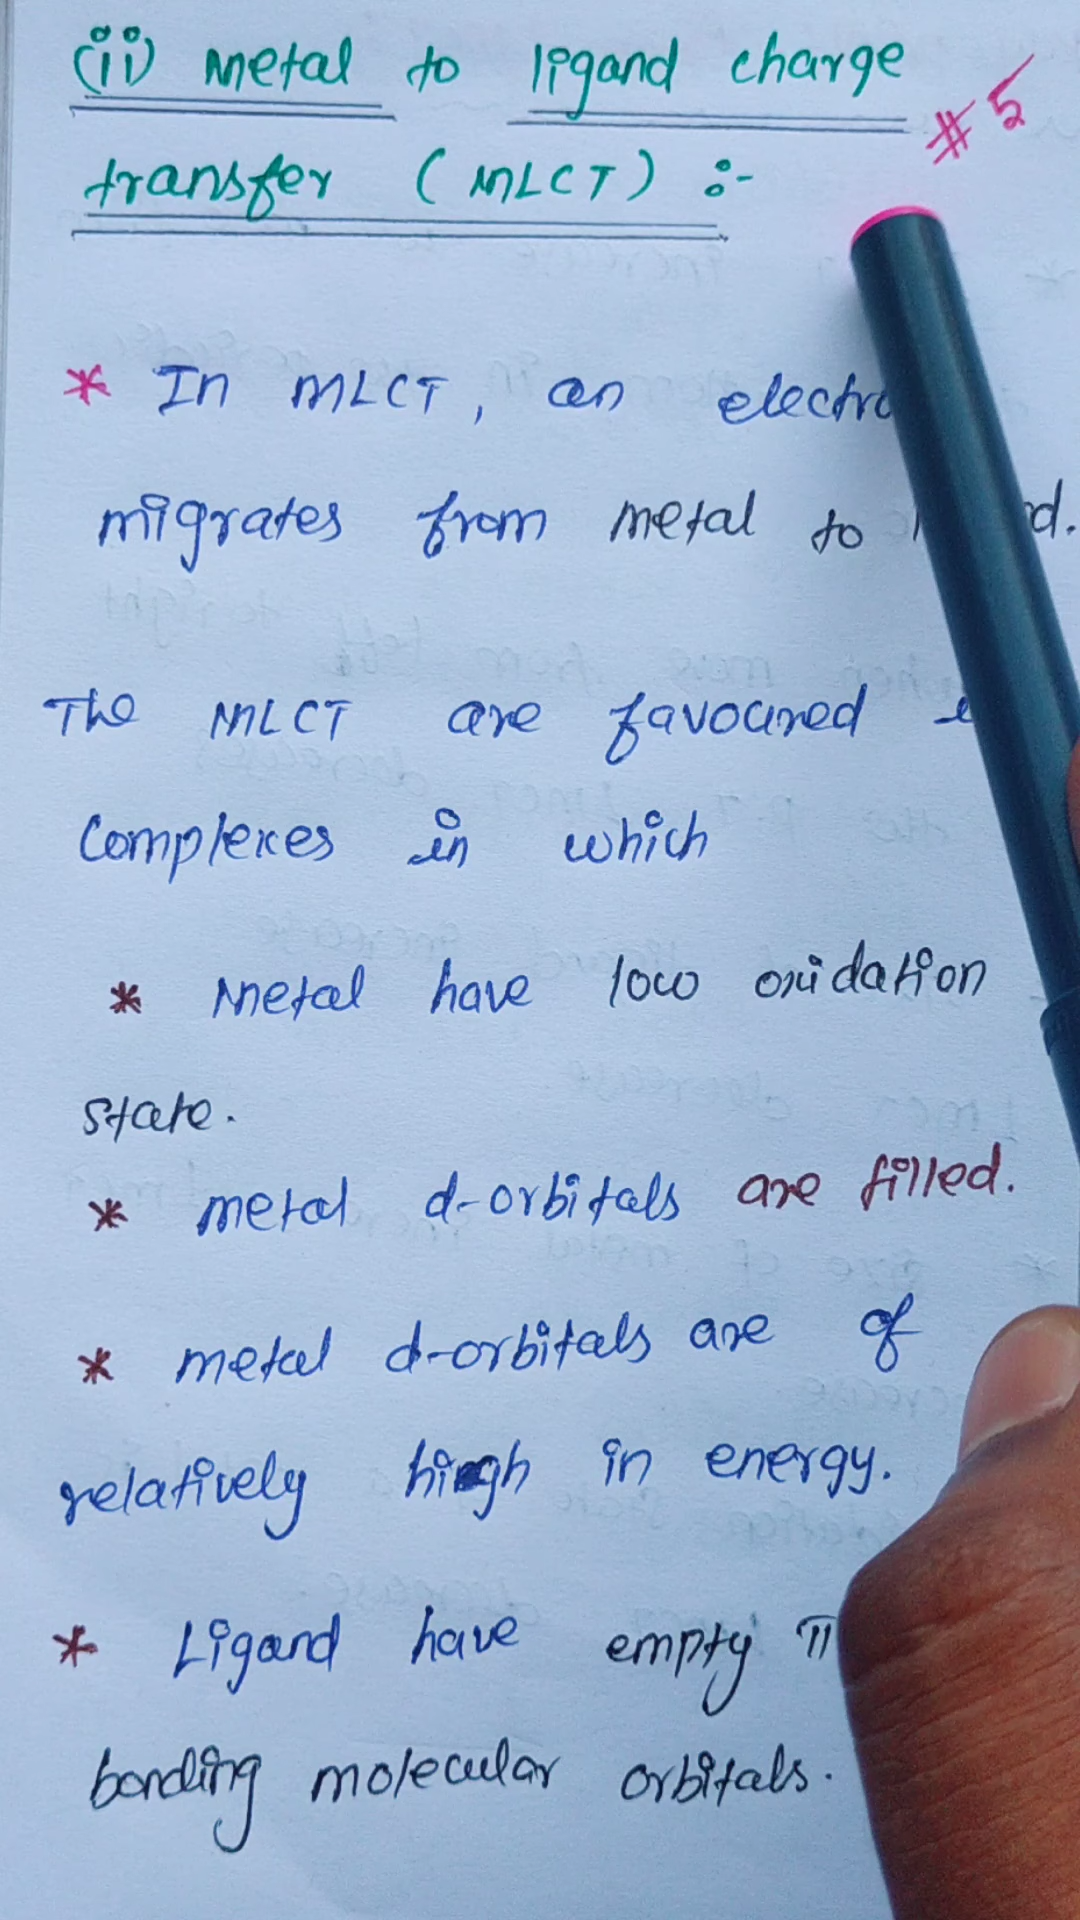 (ii) Metal to ligand charge
#5
transfer (MLCT) :-
* In MLCT, an
migrates from metal to
The MLCT are favoured
Complexes in which
* Metal have low oxidation
state.
* metal d-orbitals are filled.
* metal d-orbitals are of
relatively high in energy.
* Ligand have empty π
bonding molecular orbitals.